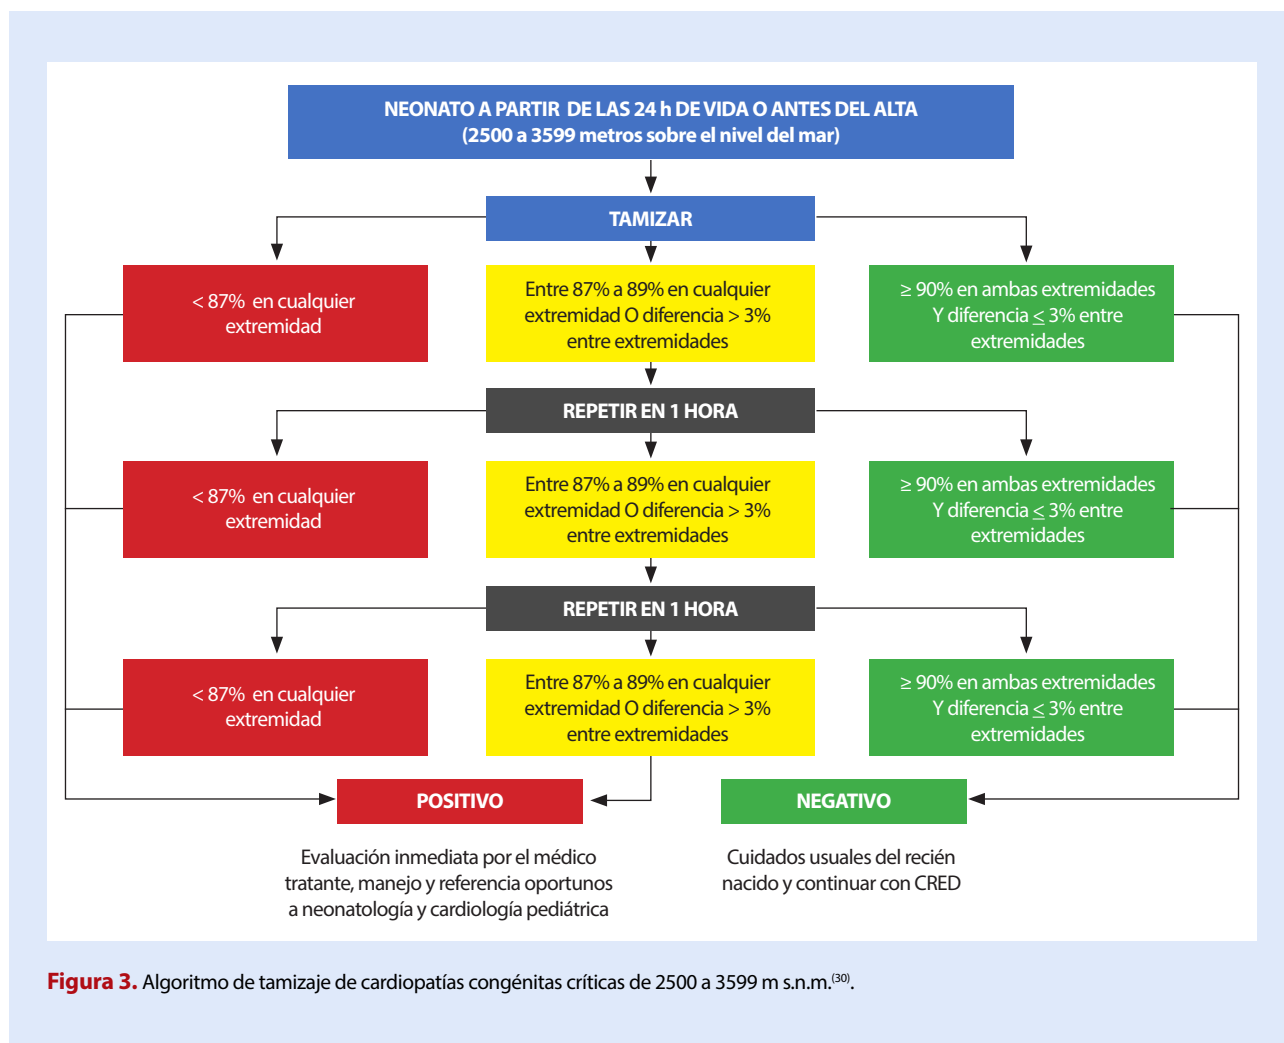 NEONATO A PARTIR DE LAS 24 h DE VIDA O ANTES DEL ALTA
(2500 a 3599 metros sobre el nivel del mar)
TAMIZAR
< 87% en cualquier
extremidad
Entre 87% a 89% en cualquier
extremidad O diferencia > 3%
entre extremidades
≥ 90% en ambas extremidades
Y diferencia ≤ 3% entre
extremidades
REPETIR EN 1 HORA
< 87% en cualquier
extremidad
Entre 87% a 89% en cualquier
extremidad O diferencia > 3%
entre extremidades
≥ 90% en ambas extremidades
Y diferencia ≤ 3% entre
extremidades
REPETIR EN 1 HORA
< 87% en cualquier
extremidad
Entre 87% a 89% en cualquier
extremidad O diferencia > 3%
entre extremidades
≥ 90% en ambas extremidades
Y diferencia ≤ 3% entre
extremidades
POSITIVO
Evaluación inmediata por el médico
tratante, manejo y referencia oportunos
a neonatología y cardiología pediátrica
NEGATIVO
Cuidados usuales del recién
nacido y continuar con CRED
Figura 3. Algoritmo de tamizaje de cardiopatías congénitas críticas de 2500 a 3599 m s.n.m.(30).